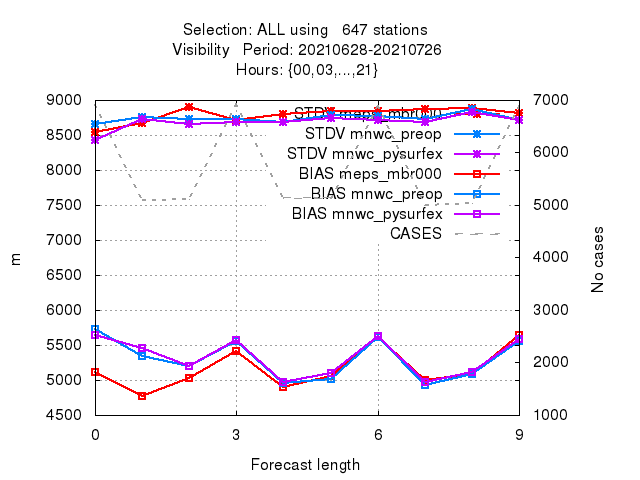 Selection: ALL using 647 stations
Visibility Period: 20210628-20210726
Hours: {00,03,...,21}
9000
8500
8000
7500
7000
6500
6000
5500
5000
4500
m
7000
6000
5000
4000
3000
2000
1000
No cases
STDV meps_mbr000
STDV mnwc_preop
STDV mnwc_pysurfex
BIAS meps_mbr000
BIAS mnwc_preop
BIAS mnwc_pysurfex
CASES
0 3 6 9
Forecast length